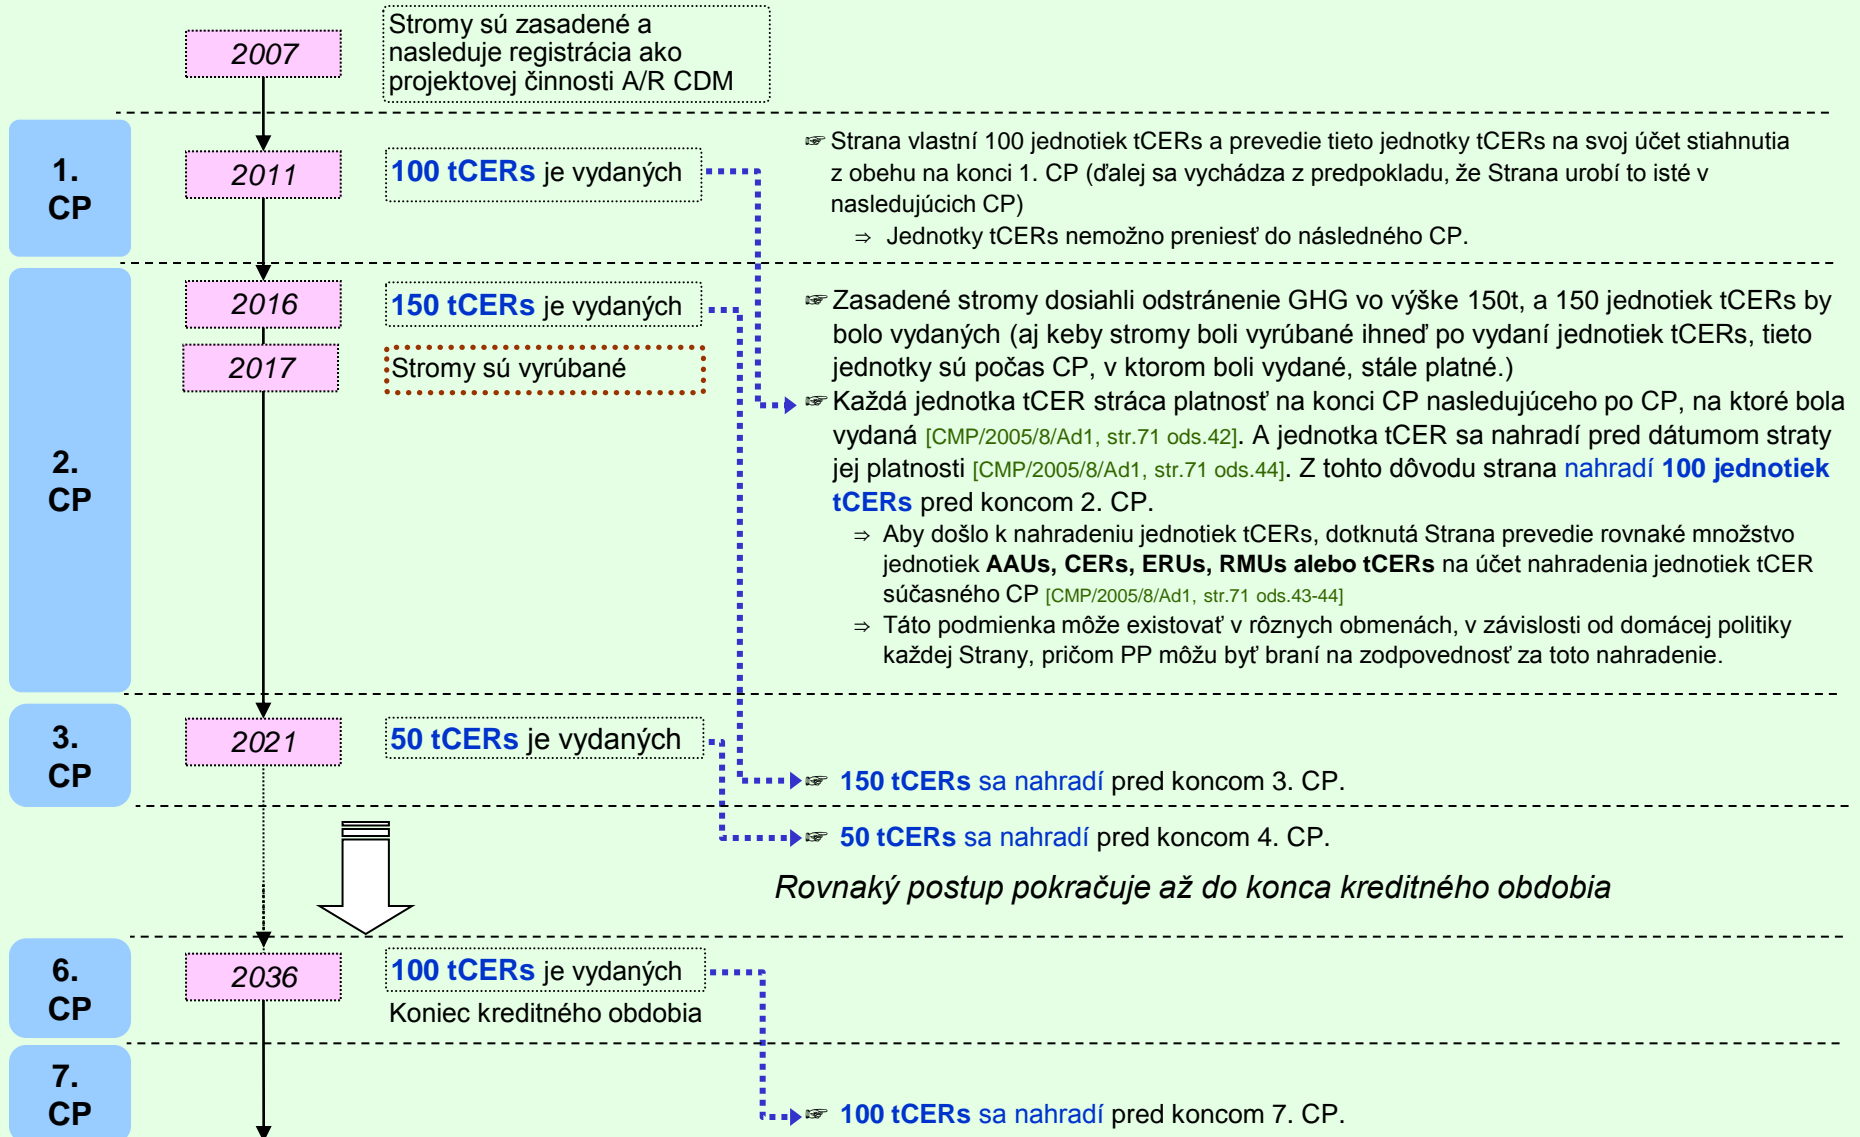 2007
Stromy sú zasadené a
nasleduje registrácia ako
projektovej činnosti A/R CDM
1.
CP
2011
100 tCERs je vydaných
☞ Strana vlastní 100 jednotiek tCERs a prevedie tieto jednotky tCERs na svoj účet stiahnutia
z obehu na konci 1. CP (ďalej sa vychádza z predpokladu, že Strana urobí to isté v
nasledujúcich CP)
⇒ Jednotky tCERs nemožno preniesť do následného CP.
2.
CP
2016
150 tCERs je vydaných
2017
Stromy sú vyrúbané
☞ Zasadené stromy dosiahli odstránenie GHG vo výške 150t, a 150 jednotiek tCERs by
bolo vydaných (aj keby stromy boli vyrúbané ihneď po vydaní jednotiek tCERs, tieto
jednotky sú počas CP, v ktorom boli vydané, stále platné.)
☞ Každá jednotka tCER stráca platnosť na konci CP nasledujúceho po CP, na ktoré bola
vydaná [CMP/2005/8/Ad1, str.71 ods.42]. A jednotka tCER sa nahradí pred dátumom straty
jej platnosti [CMP/2005/8/Ad1, str.71 ods.44]. Z tohto dôvodu strana nahradí 100 jednotiek
tCERs pred koncom 2. CP.
⇒ Aby došlo k nahradeniu jednotiek tCERs, dotknutá Strana prevedie rovnaké množstvo
jednotiek AAUs, CERs, ERUs, RMUs alebo tCERs na účet nahradenia jednotiek tCER
súčasného CP [CMP/2005/8/Ad1, str.71 ods.43-44]
⇒ Táto podmienka môže existovať v rôznych obmenách, v závislosti od domácej politiky
každej Strany, pričom PP môžu byť braní na zodpovednosť za toto nahradenie.
3.
CP
2021
50 tCERs je vydaných
☞ 150 tCERs sa nahradí pred koncom 3. CP.
☞ 50 tCERs sa nahradí pred koncom 4. CP.
Rovnaký postup pokračuje až do konca kreditného obdobia
6.
CP
2036
100 tCERs je vydaných
Koniec kreditného obdobia
7.
CP
☞ 100 tCERs sa nahradí pred koncom 7. CP.